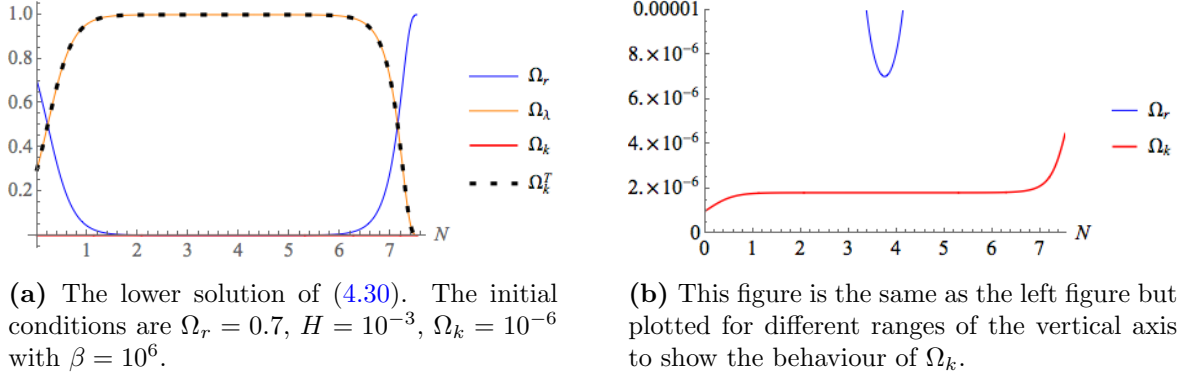 1.0
0.8
0.6
0.4
0.2
1 2 3 4 5 6 7 N
Ω_r
Ω_λ
Ω_k
Ω_k^T
(a) The lower solution of (4.30). The initial
conditions are Ω_r = 0.7, H = 10^{-3}, Ω_k = 10^{-6}
with β = 10^6.
0.00001
8.×10^{-6}
6.×10^{-6}
4.×10^{-6}
2.×10^{-6}
0
0 1 2 3 4 5 6 7 N
Ω_r
Ω_k
(b) This figure is the same as the left figure but
plotted for different ranges of the vertical axis
to show the behaviour of Ω_k.